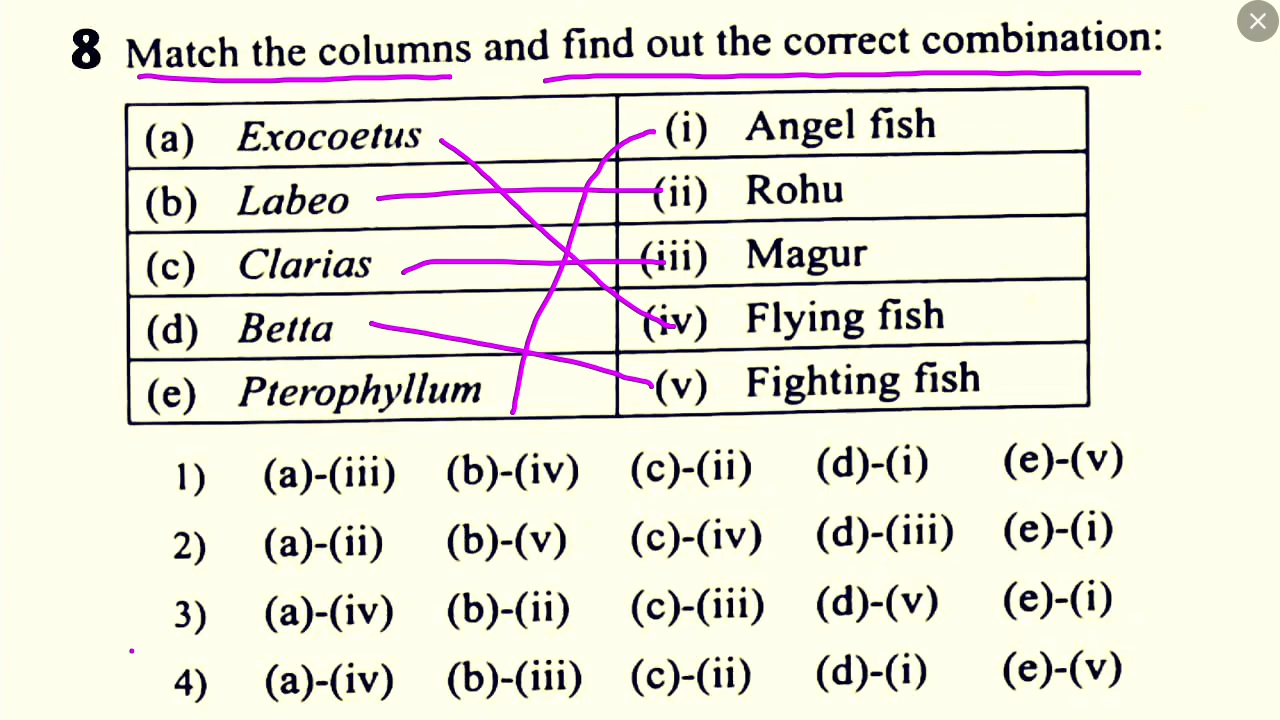 8 Match the columns and find out the correct combination:
(a) Exocoetus (i) Angel fish
(b) Labeo (ii) Rohu
(c) Clarias (iii) Magur
(d) Betta (iv) Flying fish
(e) Pterophyllum (v) Fighting fish
1) (a)-(iii) (b)-(iv) (c)-(ii) (d)-(i) (e)-(v)
2) (a)-(ii) (b)-(v) (c)-(iv) (d)-(iii) (e)-(i)
3) (a)-(iv) (b)-(ii) (c)-(iii) (d)-(v) (e)-(i)
4) (a)-(iv) (b)-(iii) (c)-(ii) (d)-(i) (e)-(v)